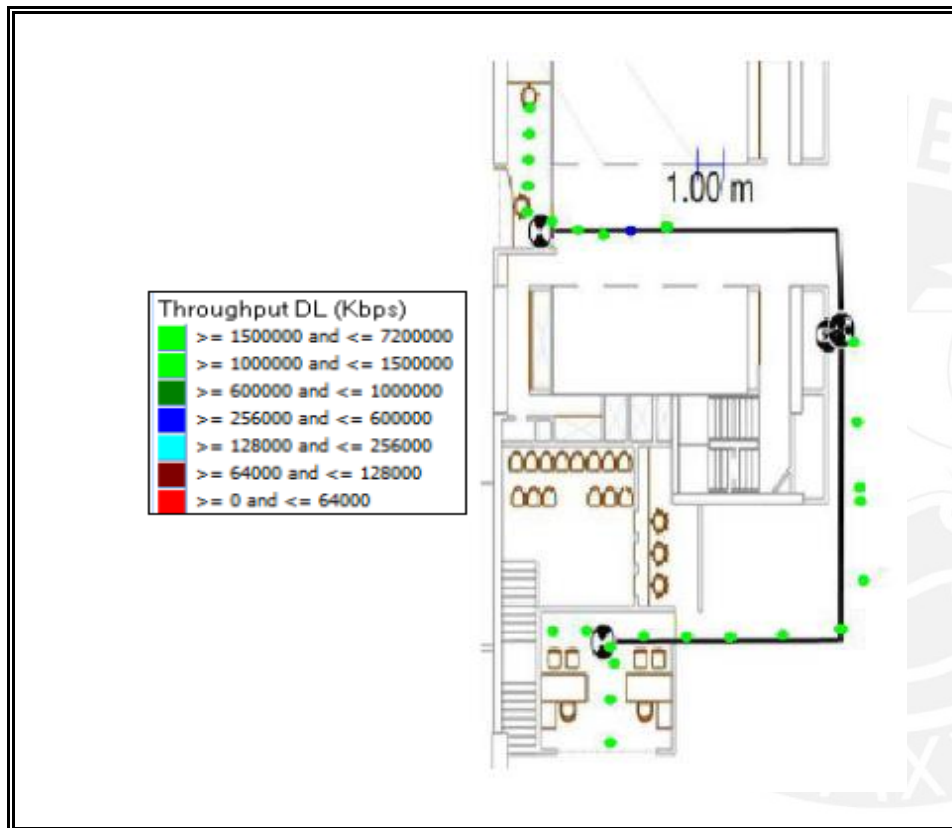 1.00 m
Throughput DL (Kbps)
>= 1500000 and <= 7200000
>= 1000000 and <= 1500000
>= 600000 and <= 1000000
>= 256000 and <= 600000
>= 128000 and <= 256000
>= 64000 and <= 128000
>= 0 and <= 64000